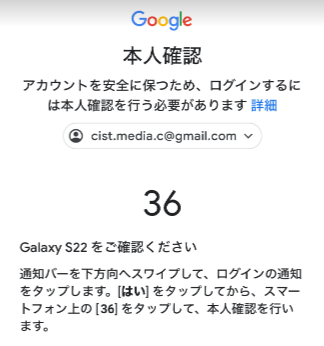 Google
本人確認
アカウントを安全に保つため、ログインするに
は本人確認を行う必要があります 詳細
cist.media.c@gmail.com
36
Galaxy S22 をご確認ください
通知バーを下方向へスワイプして、ログインの通知
をタップします。[はい] をタップしてから、スマー
トフォン上の [36] をタップして、本人確認を行い
ます。